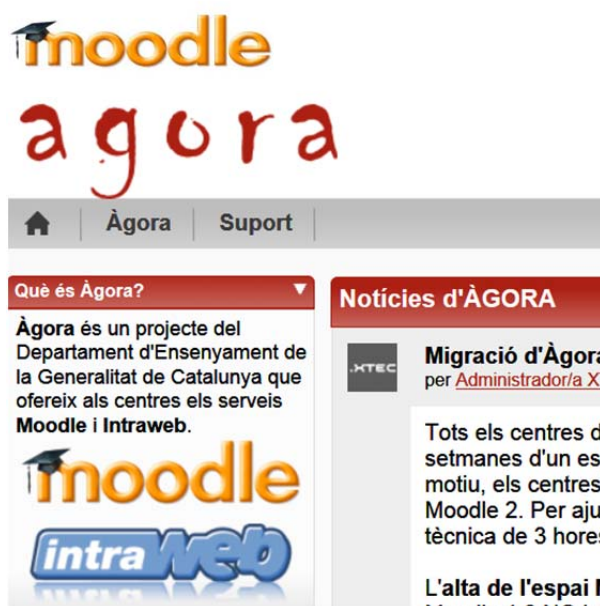 moodle
agora
Àgora
Suport
Què és Àgora?
Àgora és un projecte del
Departament d'Ensenyament de
la Generalitat de Catalunya que
ofereix als centres els serveis
Moodle i Intraweb.
moodle
intraweb
Notícies d'ÀGORA
.XTEC
Migració d'Àgora
per Administrador/a X
Tots els centres
setmanes d'un es
motiu, els centres
Moodle 2. Per aju
tècnica de 3 hores
L'alta de l'espai